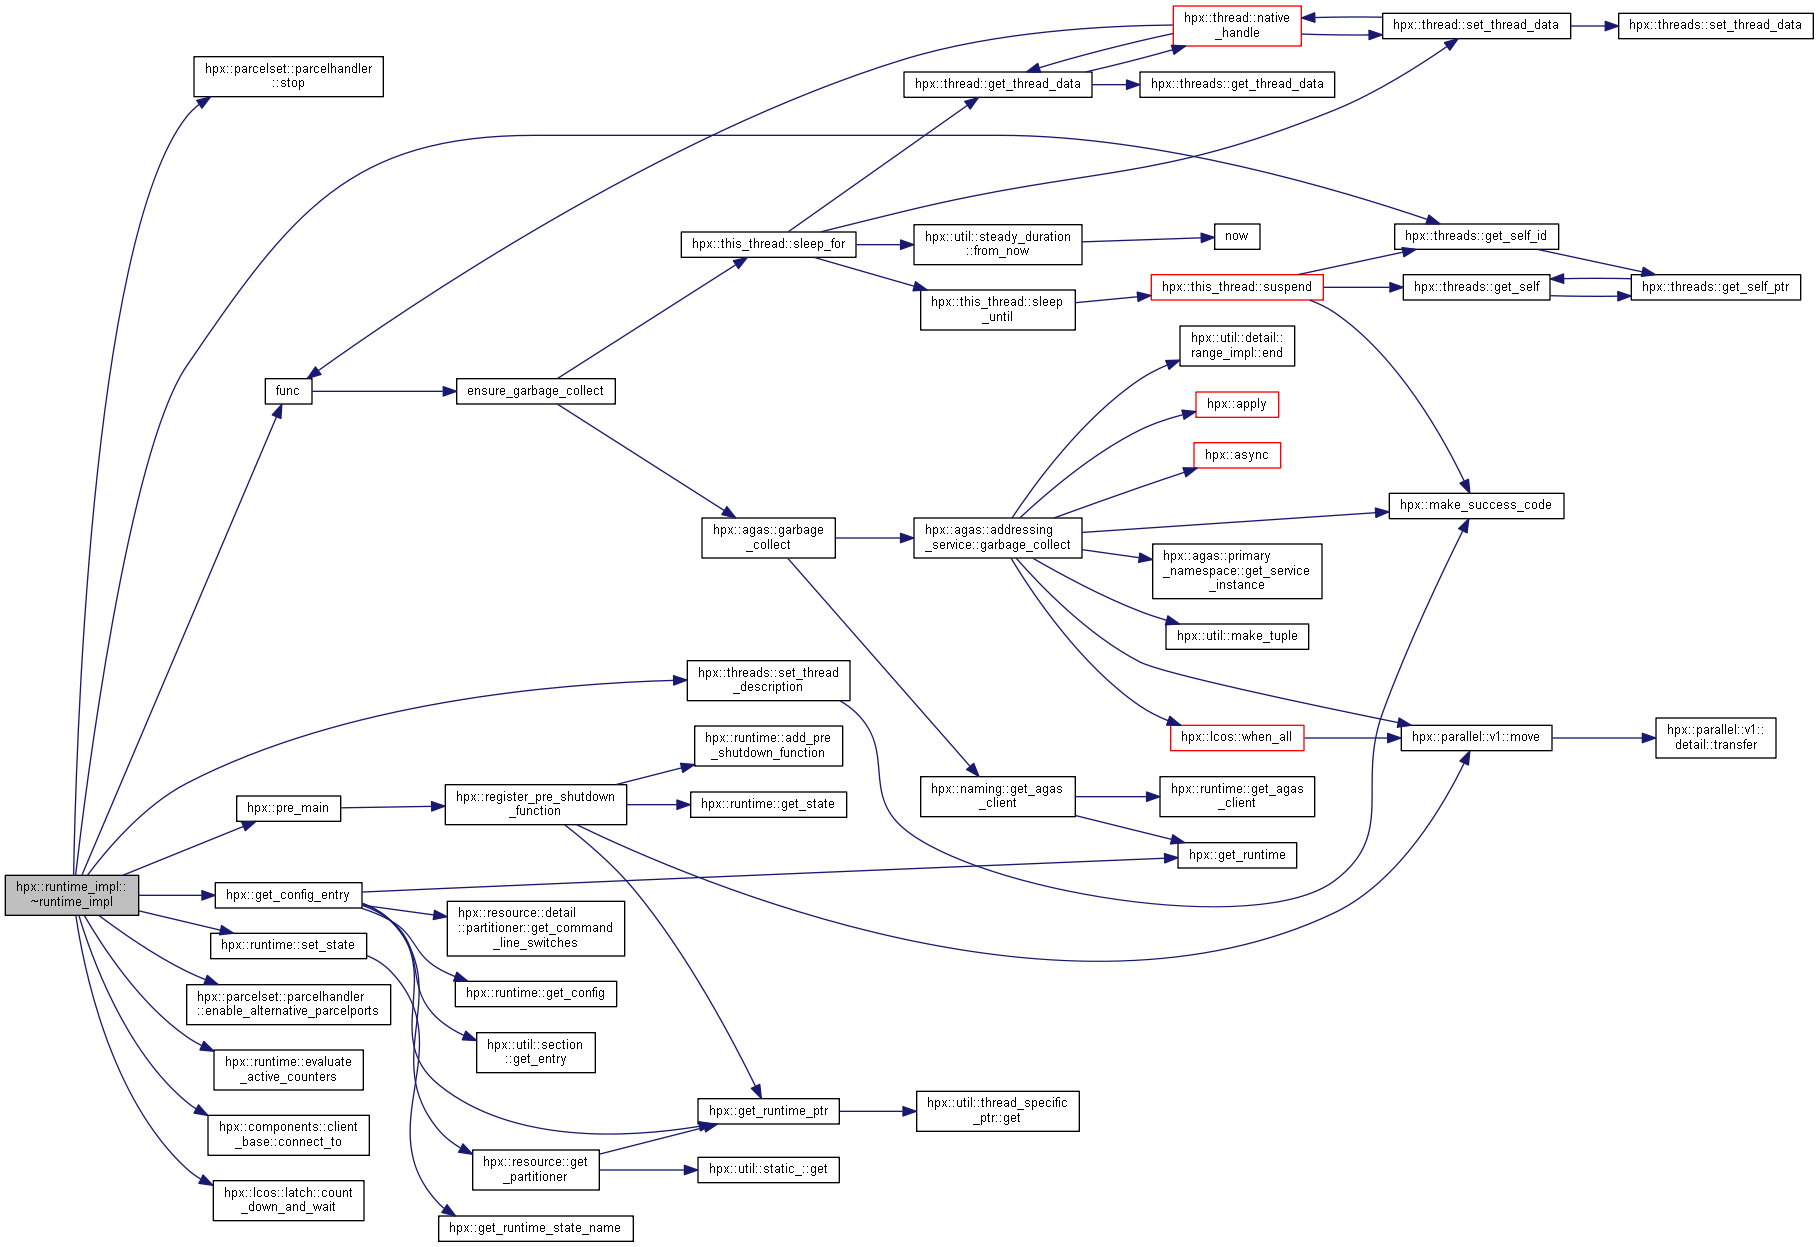 hpx::runtime_impl::
~runtime_impl
hpx::parcelset::parcelhandler
::stop
func
hpx::pre_main
hpx::get_config_entry
hpx::runtime::set_state
hpx::parcelset::parcelhandler
::enable_alternative_parcelports
hpx::runtime::evaluate
_active_counters
hpx::components::client
_base::connect_to
hpx::lcos::latch::count
_down_and_wait
ensure_garbage_collect
hpx::register_pre_shutdown
_function
hpx::resource::detail
::partitioner::get_command
_line_switches
hpx::runtime::get_config
hpx::util::section
::get_entry
hpx::resource::get
_partitioner
hpx::get_runtime_state_name
hpx::this_thread::sleep_for
hpx::agas::garbage
_collect
hpx::threads::set_thread
_description
hpx::runtime::add_pre
_shutdown_function
hpx::runtime::get_state
hpx::get_runtime_ptr
hpx::util::static_::get
hpx::thread::get_thread_data
hpx::util::steady_duration
::from_now
hpx::this_thread::sleep
_until
hpx::agas::addressing
_service::garbage_collect
hpx::naming::get_agas
_client
hpx::util::thread_specific
_ptr::get
hpx::thread::native
_handle
hpx::threads::get_thread_data
now
hpx::this_thread::suspend
hpx::util::detail::
range_impl::end
hpx::apply
hpx::async
hpx::agas::primary
_namespace::get_service
_instance
hpx::util::make_tuple
hpx::lcos::when_all
hpx::runtime::get_agas
_client
hpx::get_runtime
hpx::thread::set_thread_data
hpx::threads::get_self_id
hpx::threads::get_self
hpx::make_success_code
hpx::parallel::v1::move
hpx::threads::set_thread_data
hpx::threads::get_self_ptr
hpx::parallel::v1::
detail::transfer